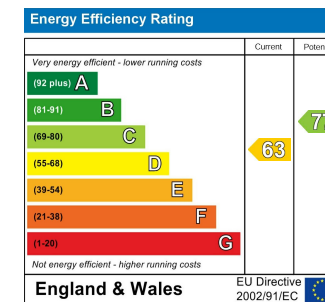 Energy Efficiency Rating
Current
Very energy efficient - lower running costs
(92 plus) A
(81-91) B
77
(69-80) C
63
(55-68) D
(39-54) E
(21-38) F
(1-20) G
Not energy efficient - higher running costs
England & Wales
EU Directive
2002/91/EC